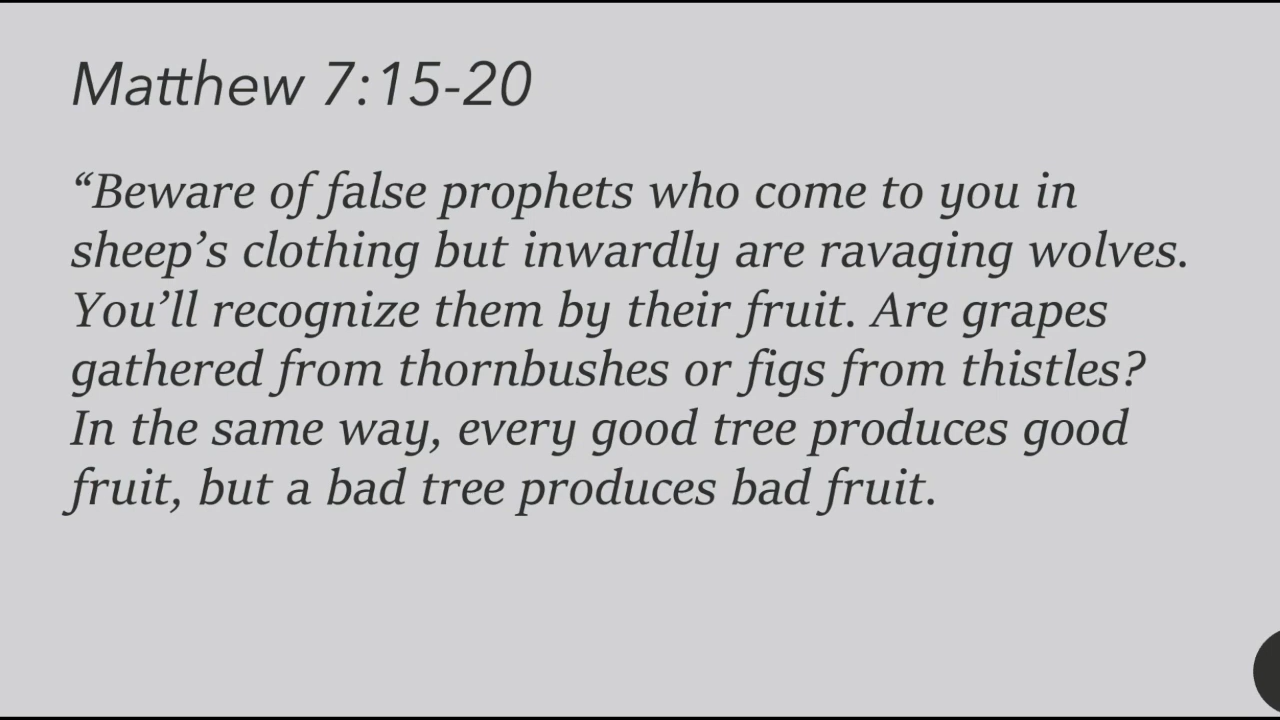 Matthew 7:15-20
“Beware of false prophets who come to you in
sheep’s clothing but inwardly are ravaging wolves.
You’ll recognize them by their fruit. Are grapes
gathered from thornbushes or figs from thistles?
In the same way, every good tree produces good
fruit, but a bad tree produces bad fruit.